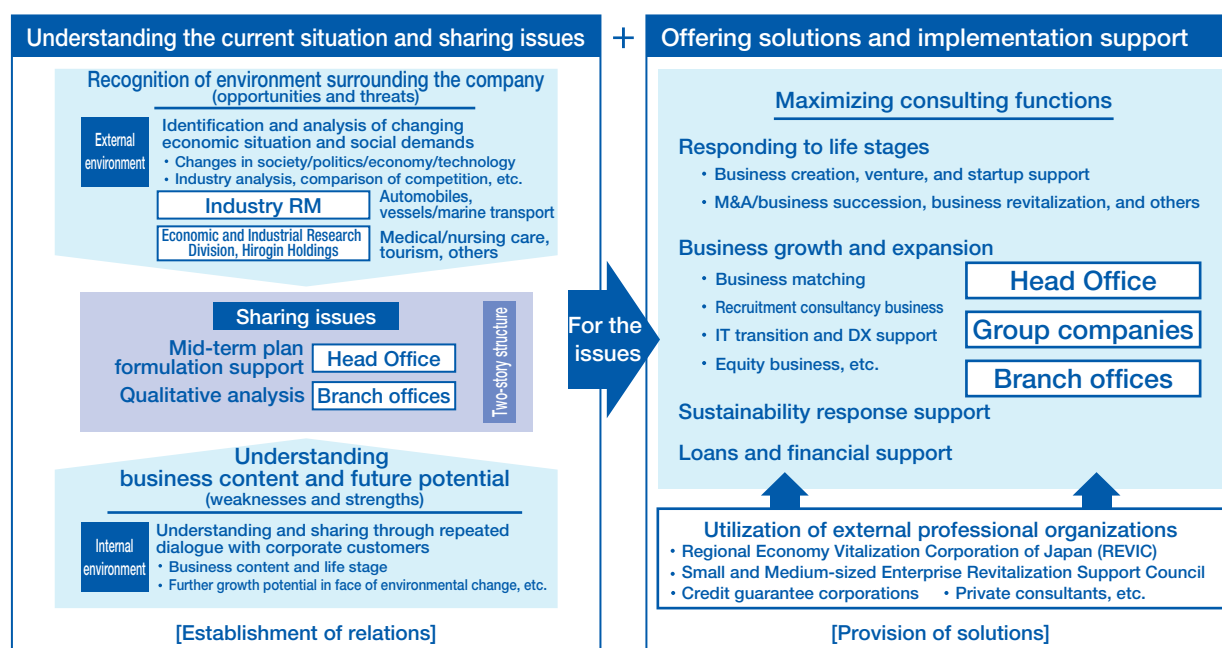 Understanding the current situation and sharing issues
Recognition of environment surrounding the company
(opportunities and threats)
External
environment
Identification and analysis of changing
economic situation and social demands
・Changes in society/politics/economy/technology
・Industry analysis, comparison of competition, etc.
Industry RM
Automobiles,
vessels/marine transport
Economic and Industrial Research
Division, Hirogin Holdings
Medical/nursing care,
tourism, others
Sharing issues
Mid-term plan
formulation support
Head Office
Qualitative analysis
Branch offices
Two-story structure
Understanding
business content and future potential
(weaknesses and strengths)
Internal
environment
Understanding and sharing through repeated
dialogue with corporate customers
・Business content and life stage
・Further growth potential in face of environmental change, etc.
[Establishment of relations]
+
For the
issues
Offering solutions and implementation support
Maximizing consulting functions
Responding to life stages
・Business creation, venture, and startup support
・M&A/business succession, business revitalization, and others
Business growth and expansion
・Business matching
・Recruitment consultancy business
・IT transition and DX support
・Equity business, etc.
Head Office
Group companies
Branch offices
Sustainability response support
Loans and financial support
Utilization of external professional organizations
・Regional Economy Vitalization Corporation of Japan (REVIC)
・Small and Medium-sized Enterprise Revitalization Support Council
・Credit guarantee corporations ・Private consultants, etc.
[Provision of solutions]